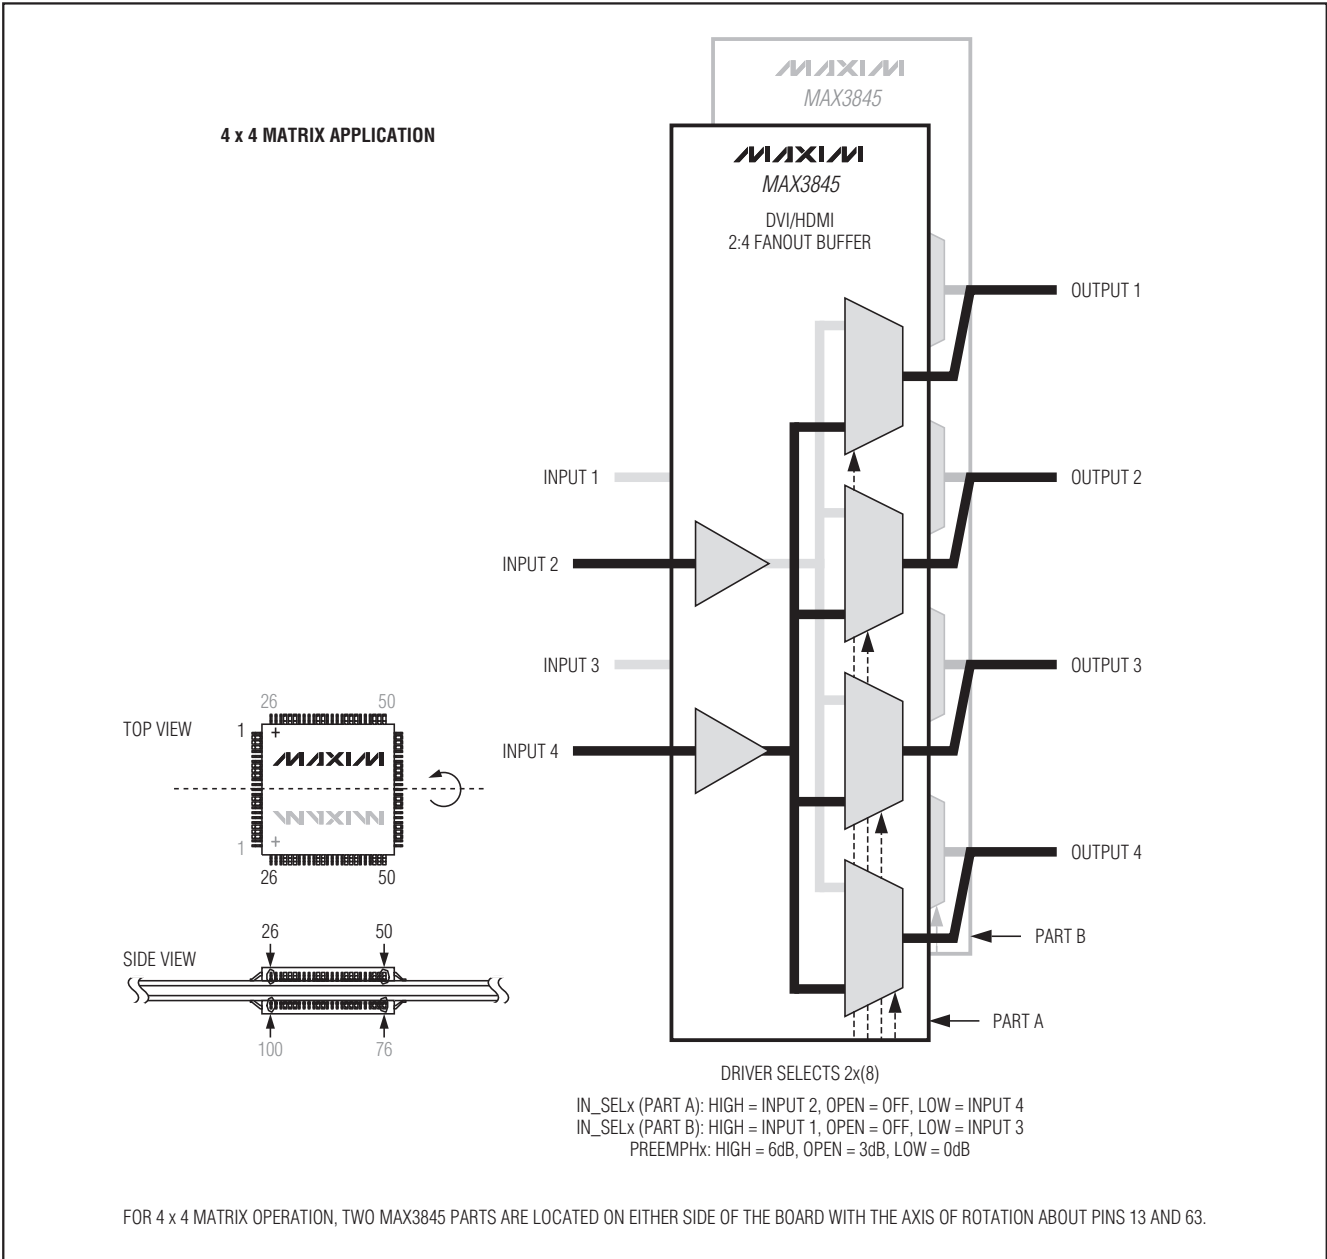 MAXIM
MAX3845
4 x 4 MATRIX APPLICATION
MAXIM
MAX3845
DVI/HDMI
2:4 FANOUT BUFFER
OUTPUT 1
INPUT 1
OUTPUT 2
INPUT 2
INPUT 3
OUTPUT 3
26 50
TOP VIEW
1
+
INPUT 4
MAXIM
MAXIM
1
+
26 50
OUTPUT 4
26 50
PART B
SIDE VIEW
PART A
100 76
DRIVER SELECTS 2x(8)
IN_SELx (PART A): HIGH = INPUT 2, OPEN = OFF, LOW = INPUT 4
IN_SELx (PART B): HIGH = INPUT 1, OPEN = OFF, LOW = INPUT 3
PREEMPHx: HIGH = 6dB, OPEN = 3dB, LOW = 0dB
FOR 4 x 4 MATRIX OPERATION, TWO MAX3845 PARTS ARE LOCATED ON EITHER SIDE OF THE BOARD WITH THE AXIS OF ROTATION ABOUT PINS 13 AND 63.